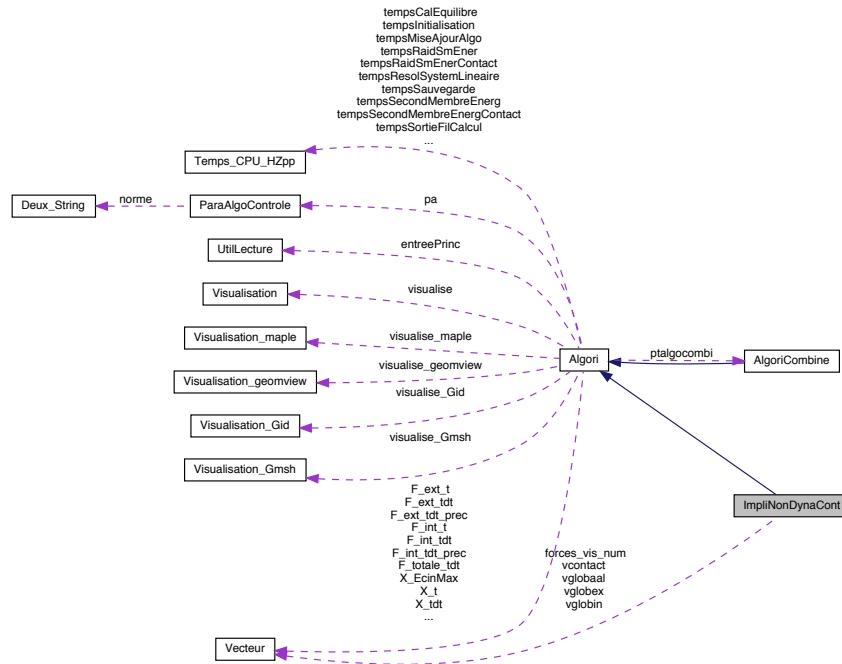 tempsCalEquilibre
tempsInitialisation
tempsMiseAjourAlgo
tempsRaidSmEner
tempsRaidSmEnerContact
tempsResolSystemLineaire
tempsSauvegarde
tempsSecondMembreEnerg
tempsSecondMembreEnergContact
tempsSortieFilCalcul
...
Temps_CPU_HZpp
Deux_String
norme
ParaAlgoControle
pa
UtilLecture
entreePrinc
Visualisation
visualise
Visualisation_maple
visualise_maple
Visualisation_geomview
visualise_geomview
Algori
ptalgocombi
AlgoriCombine
visualise_Gid
Visualisation_Gid
visualise_Gmsh
Visualisation_Gmsh
ImpliNonDynaCont
F_ext_t
F_ext_tdt
F_ext_tdt_prec
F_int_t
F_int_tdt
F_int_tdt_prec
F_totale_tdt
X_EcinMax
X_t
X_tdt
...
forces_vis_num
vcontact
vglobaal
vglobex
vglobin
Vecteur